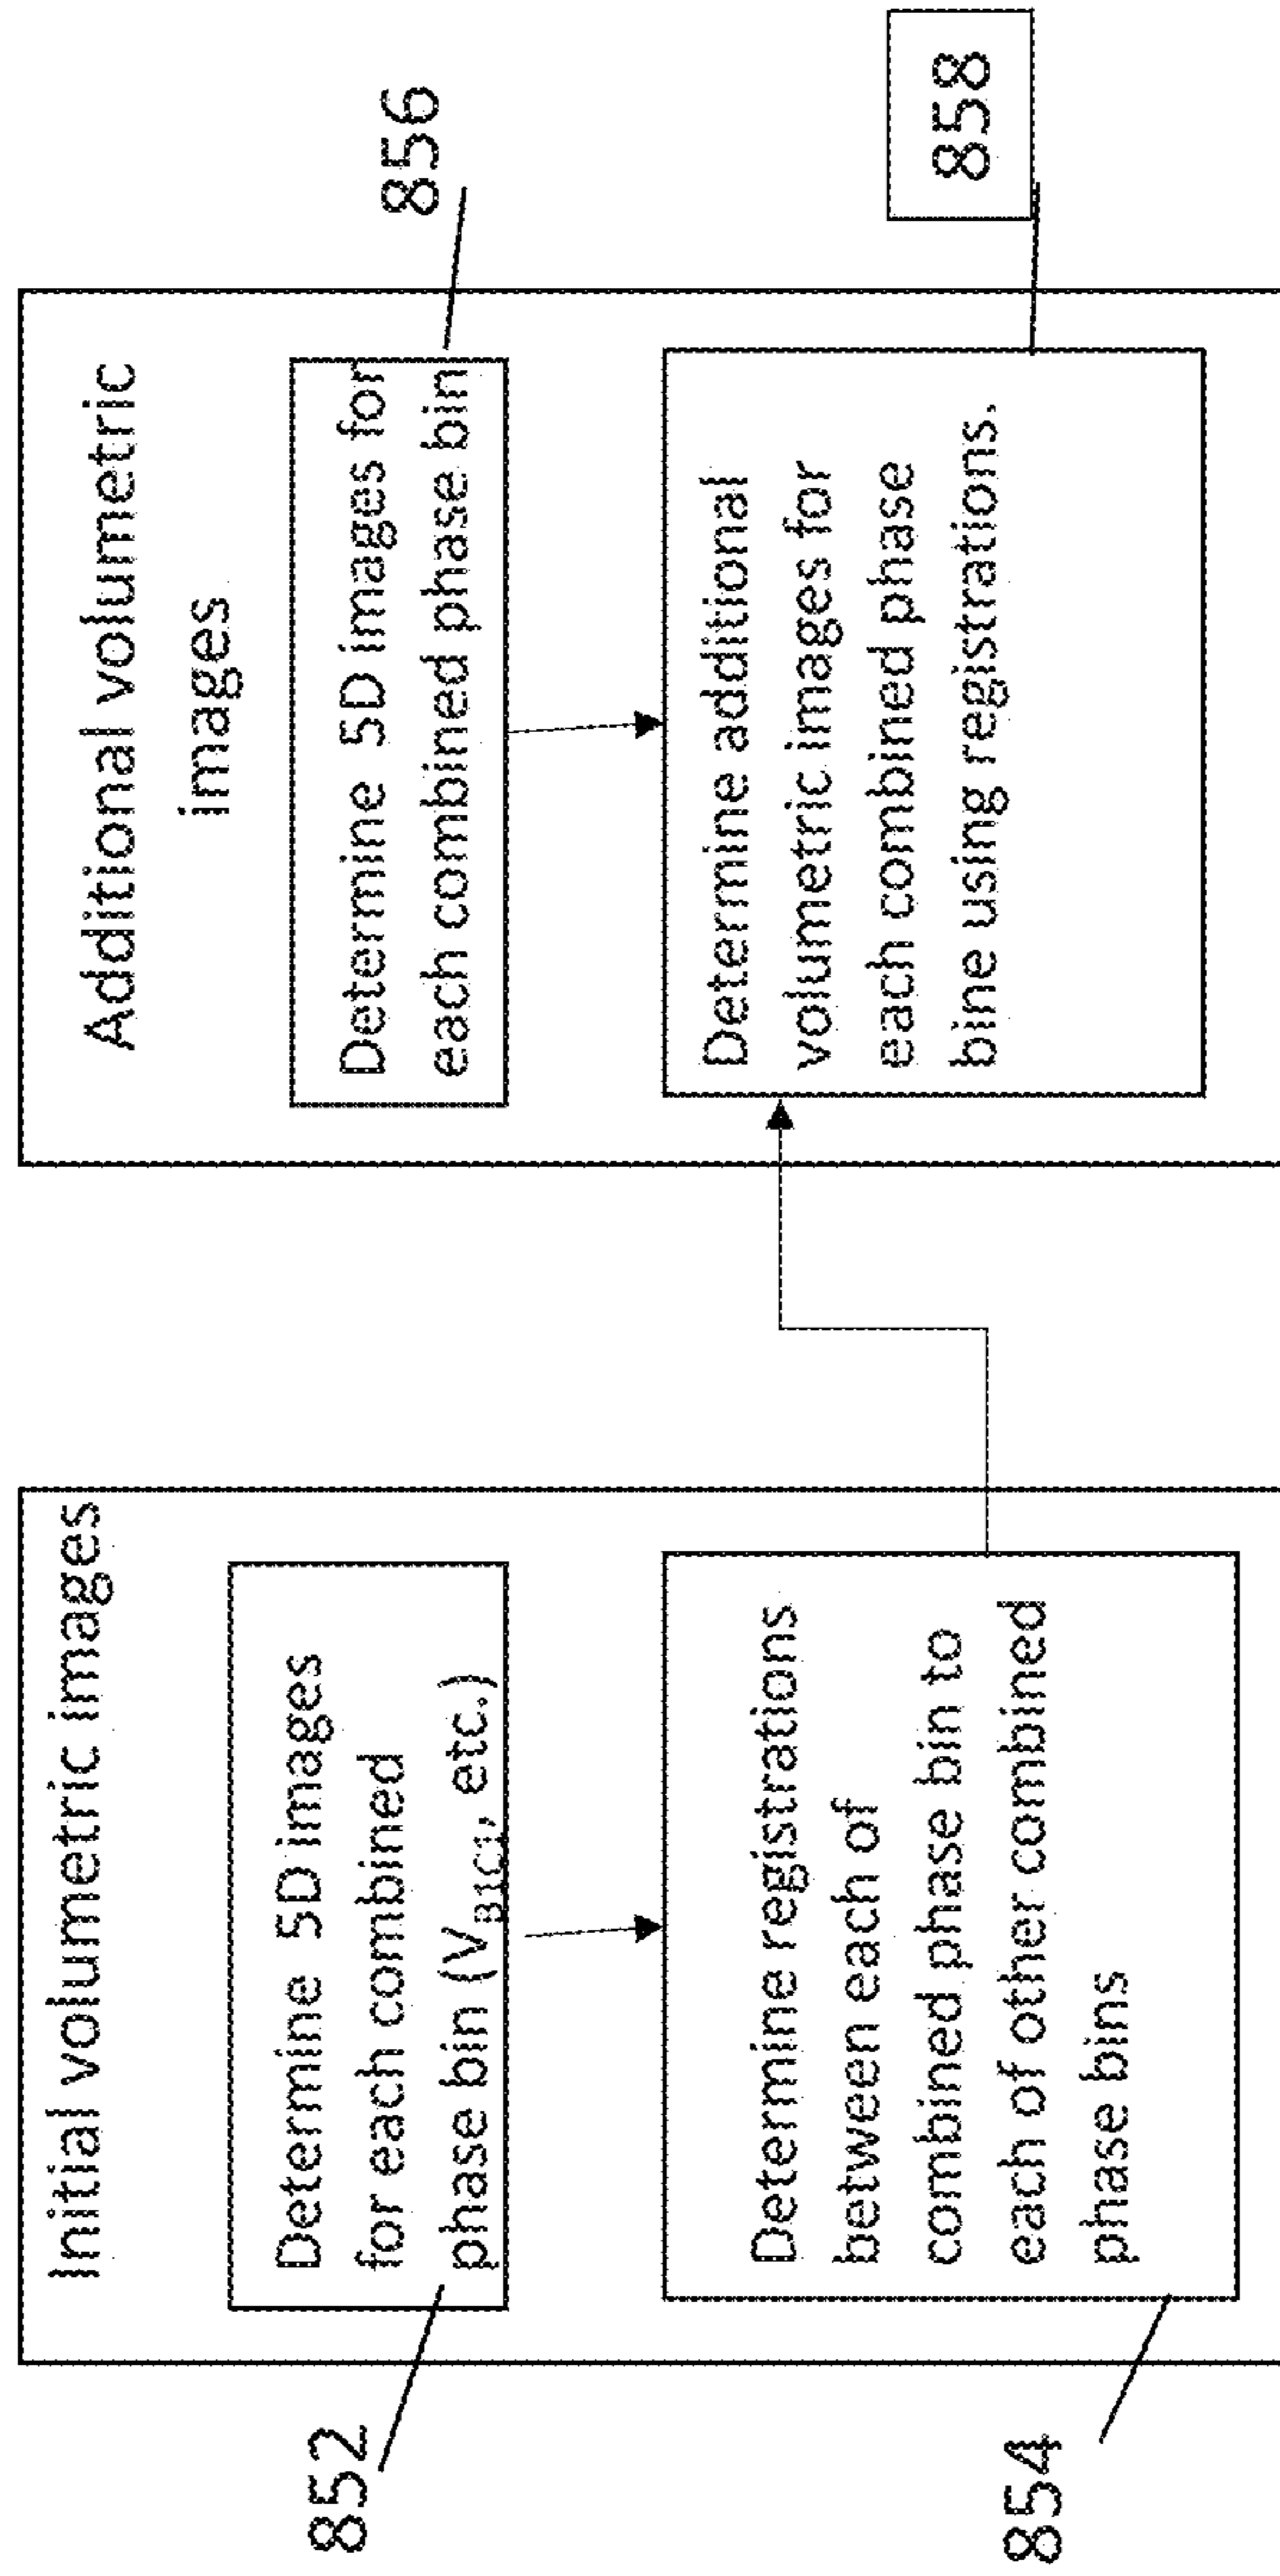 Initial volumetric images
852
Determine 5D images
for each combined
phase bin (VB1C1, etc.)
854
Determine registrations
between each of
combined phase bin to
each of other combined
phase bins
Additional volumetric
images
856
Determine 5D images for
each combined phase bin
858
Determine additional
volumetric images for
each combined phase
bine using registrations.